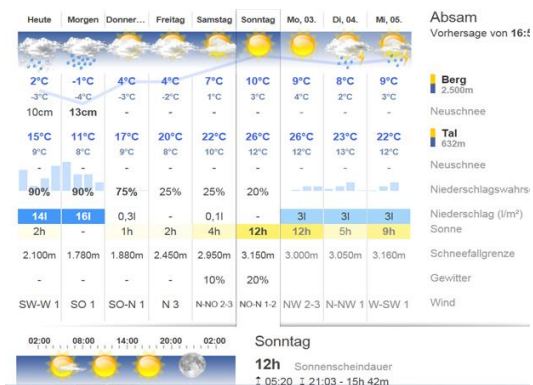 Heute Morgen Donner... Freitag Samstag Sonntag Mo, 03. Di, 04. Mi, 05. Absam
Vorhersage von 16:5
2°C -1°C 4°C 4°C 7°C 10°C 9°C 8°C 9°C Berg
-3°C -4°C -3°C -2°C 1°C 3°C 4°C 2°C 3°C 2.500m
10cm 13cm - - - - - - - Neuschnee
15°C 11°C 17°C 20°C 22°C 26°C 26°C 23°C 22°C Tal
9°C 8°C 9°C 8°C 10°C 12°C 12°C 13°C 12°C 632m
- - - - - - - - - Neuschnee
90% 90% 75% 25% 25% 20% Niederschlagswahrs
14l 16l 0,3l - 0,1l - 3l 3l 3l Niederschlag (l/m²)
2h - 1h 2h 4h 12h 12h 5h 9h Sonne
2.100m 1.780m 1.880m 2.450m 2.950m 3.150m 3.000m 3.050m 3.160m Schneefallgrenze
- - - - 10% 20% Gewitter
SW-W 1 SO 1 SO-N 1 N 3 N-NO 2-3 NO-N 1-2 NW 2-3 N-NW 1 W-SW 1 Wind
02:00 08:00 14:00 20:00 02:00 Sonntag
12h Sonnenscheindauer
↥ 05:20 ↧ 21:03 - 15h 42m